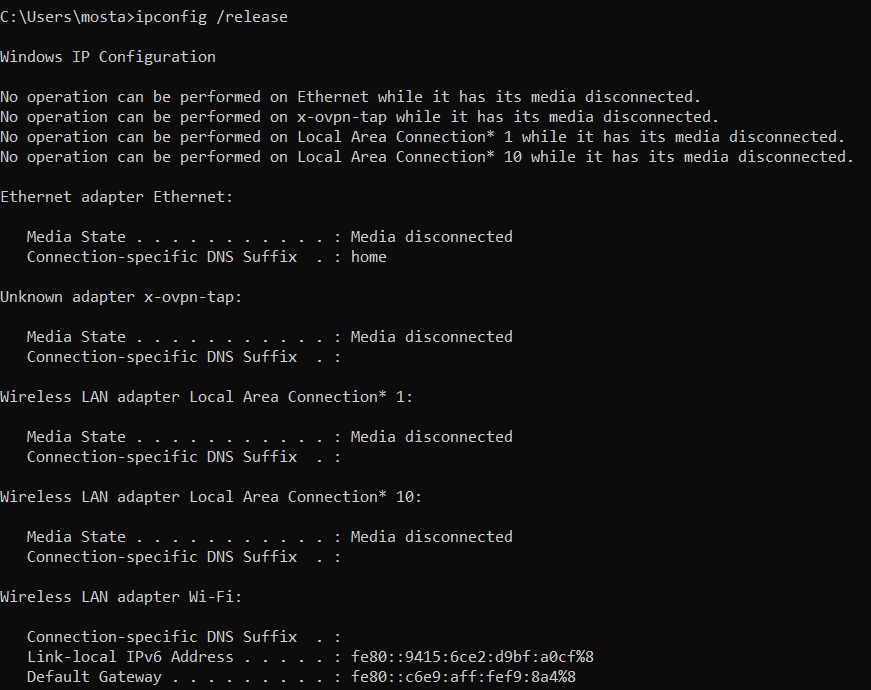 C:\Users\mosta>ipconfig /release
Windows IP Configuration
No operation can be performed on Ethernet while it has its media disconnected.
No operation can be performed on x-ovpn-tap while it has its media disconnected.
No operation can be performed on Local Area Connection* 1 while it has its media disconnected.
No operation can be performed on Local Area Connection* 10 while it has its media disconnected.
Ethernet adapter Ethernet:
Media State . . . . . . . . . . . : Media disconnected
Connection-specific DNS Suffix  . : home
Unknown adapter x-ovpn-tap:
Media State . . . . . . . . . . . : Media disconnected
Connection-specific DNS Suffix  . :
Wireless LAN adapter Local Area Connection* 1:
Media State . . . . . . . . . . . : Media disconnected
Connection-specific DNS Suffix  . :
Wireless LAN adapter Local Area Connection* 10:
Media State . . . . . . . . . . . : Media disconnected
Connection-specific DNS Suffix  . :
Wireless LAN adapter Wi-Fi:
Connection-specific DNS Suffix  . :
Link-local IPv6 Address . . . . . : fe80::9415:6ce2:d9bf:a0cf%8
Default Gateway . . . . . . . . . : fe80::c6e9:aff:fef9:8a4%8